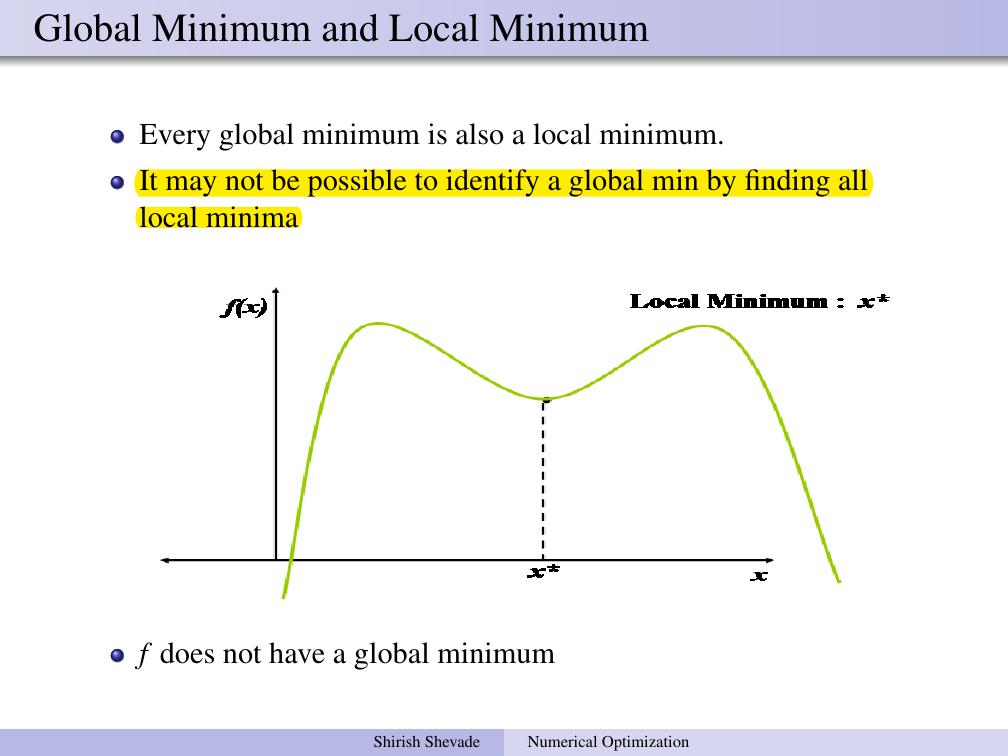 Global Minimum and Local Minimum
Every global minimum is also a local minimum.
It may not be possible to identify a global min by finding all
local minima
f(x)
Local Minimum : x*
x*
x
f does not have a global minimum
Shirish Shevade Numerical Optimization